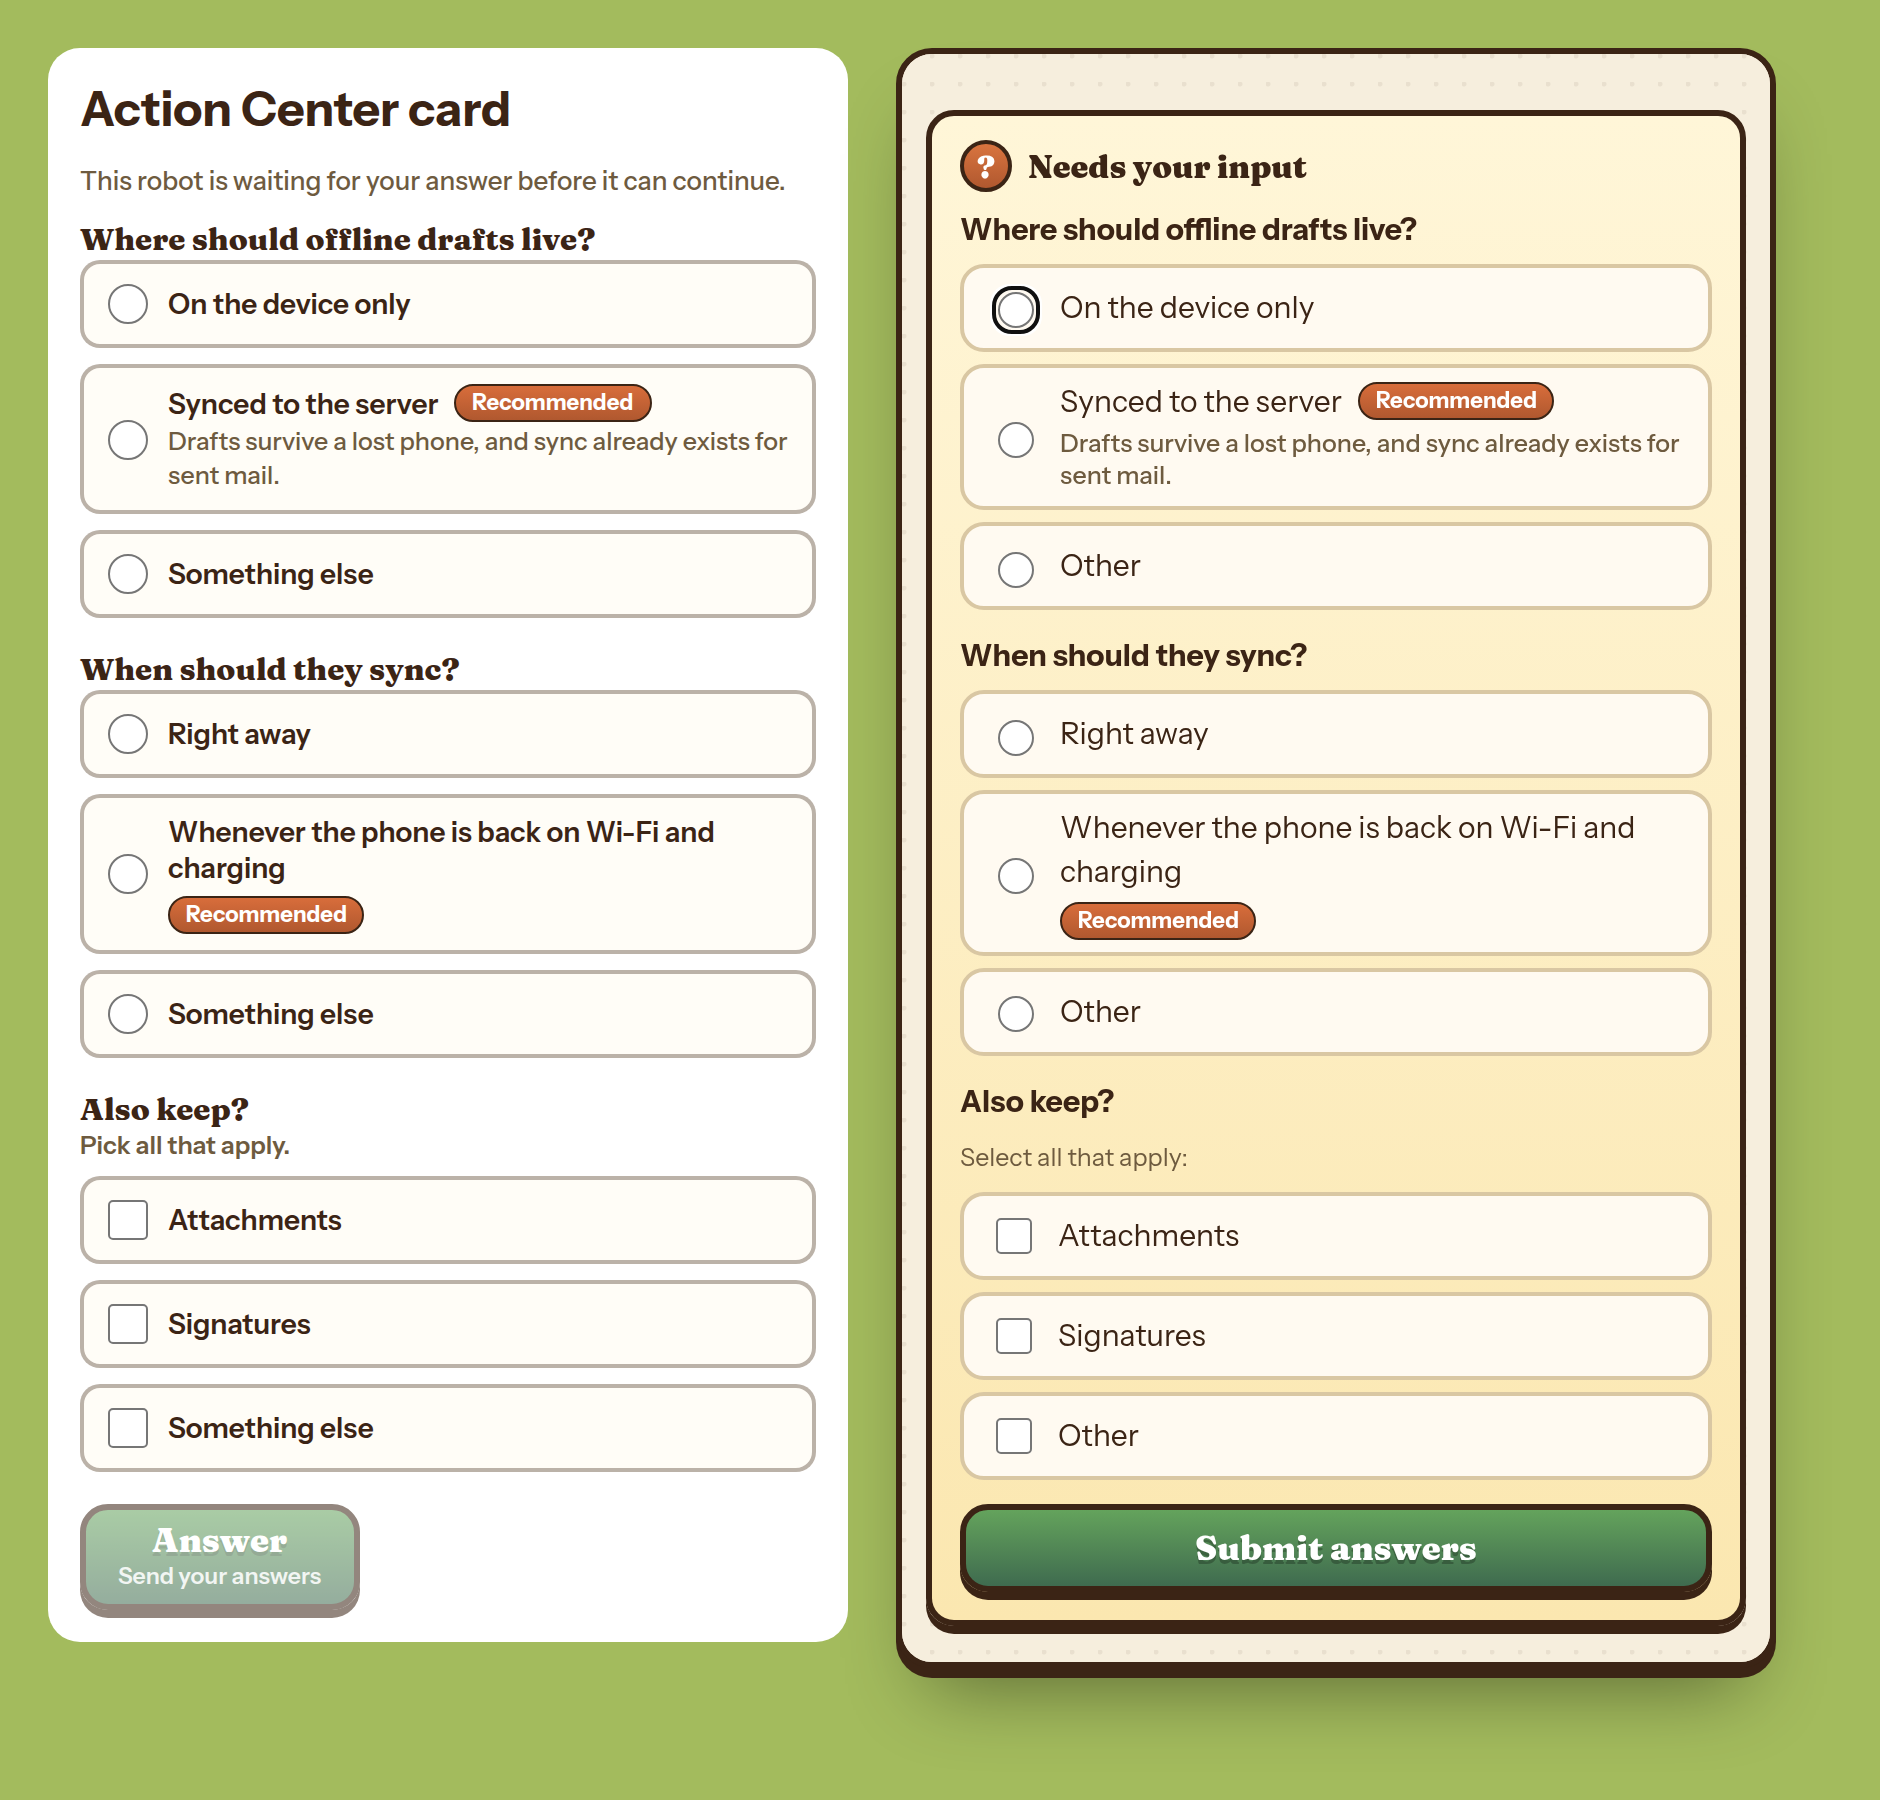 Action Center card
This robot is waiting for your answer before it can continue.
Where should offline drafts live?
On the device only
Synced to the server Recommended
Drafts survive a lost phone, and sync already exists for
sent mail.
Something else
When should they sync?
Right away
Whenever the phone is back on Wi-Fi and
charging
Recommended
Something else
Also keep?
Pick all that apply.
Attachments
Signatures
Something else
Answer
Send your answers
? Needs your input
Where should offline drafts live?
On the device only
Synced to the server Recommended
Drafts survive a lost phone, and sync already exists for
sent mail.
Other
When should they sync?
Right away
Whenever the phone is back on Wi-Fi and
charging
Recommended
Other
Also keep?
Select all that apply:
Attachments
Signatures
Other
Submit answers